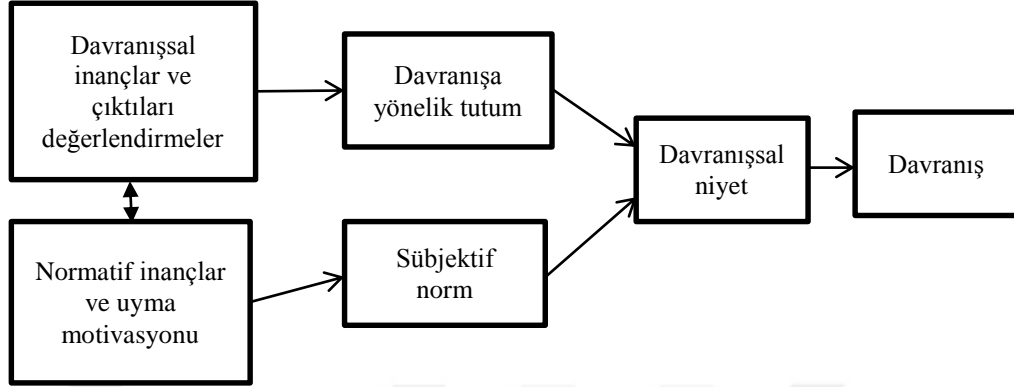 Davranışsal
inançlar ve
çıktıları
değerlendirmeler
Davranışa
yönelik tutum
Davranışsal
niyet
Davranış
Normatif inançlar
ve uyma
motivasyonu
Sübjektif
norm